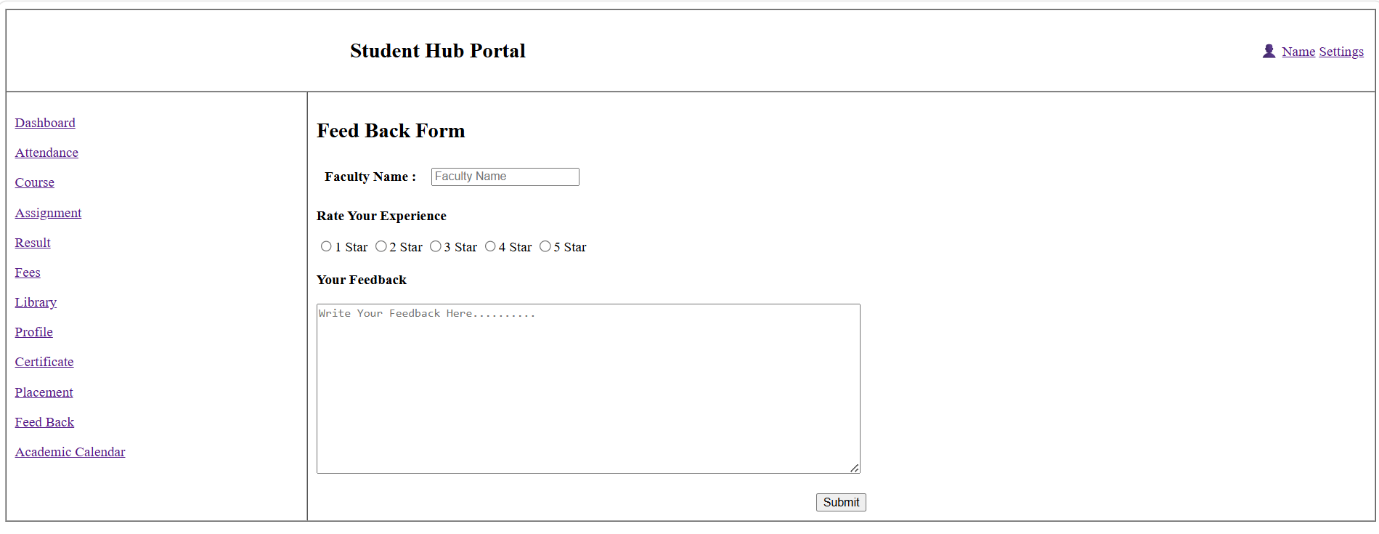 Student Hub Portal
Name Settings
Dashboard
Attendance
Course
Assignment
Result
Fees
Library
Profile
Certificate
Placement
Feed Back
Academic Calendar
Feed Back Form
Faculty Name : Faculty Name
Rate Your Experience
1 Star 2 Star 3 Star 4 Star 5 Star
Your Feedback
Write Your Feedback Here..........
Submit